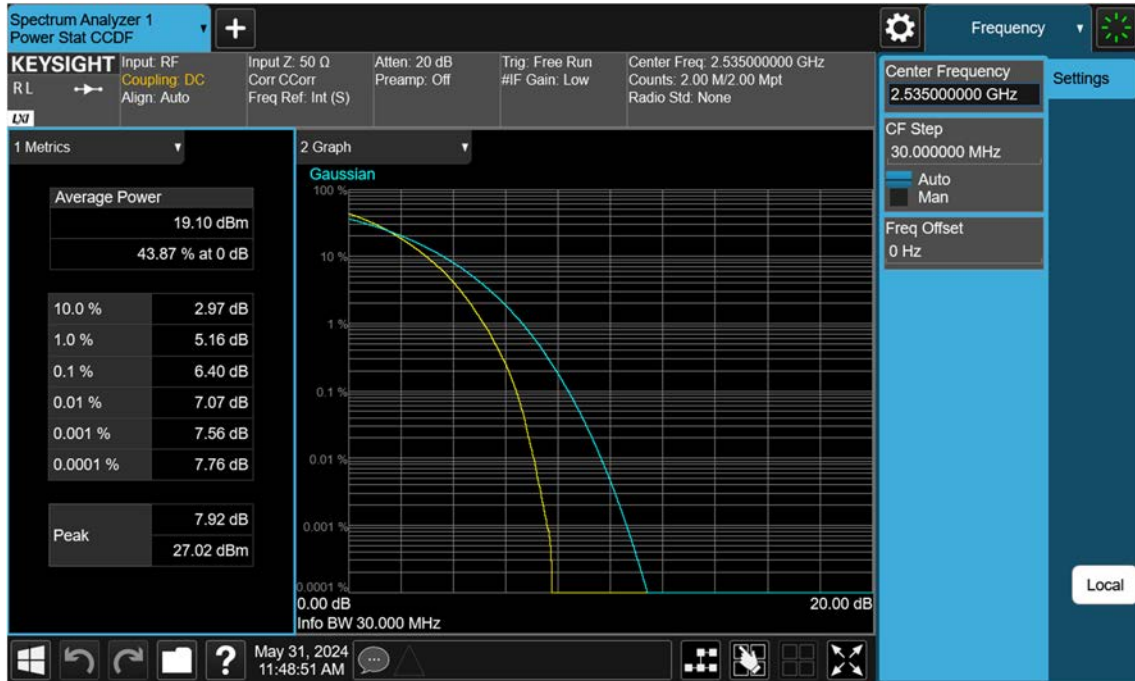 Spectrum Analyzer 1
Power Stat CCDF
+
Frequency
KEYSIGHT
R L
LXI
Input: RF
Coupling: DC
Align: Auto
Input Z: 50 Ω
Corr CCorr
Freq Ref: Int (S)
Atten: 20 dB
Preamp: Off
Trig: Free Run
#IF Gain: Low
Center Freq: 2.535000000 GHz
Counts: 2.00 M/2.00 Mpt
Radio Std: None
Center Frequency
2.535000000 GHz
Settings
CF Step
30.000000 MHz
Auto
Man
Freq Offset
0 Hz
Local
1 Metrics
Average Power
19.10 dBm
43.87 % at 0 dB
10.0 % 2.97 dB
1.0 % 5.16 dB
0.1 % 6.40 dB
0.01 % 7.07 dB
0.001 % 7.56 dB
0.0001 % 7.76 dB
Peak
7.92 dB
27.02 dBm
2 Graph
Gaussian
100 %
10 %
1 %
0.1 %
0.01 %
0.001 %
0.0001 %
0.00 dB 20.00 dB
Info BW 30.000 MHz
?
May 31, 2024
11:48:51 AM